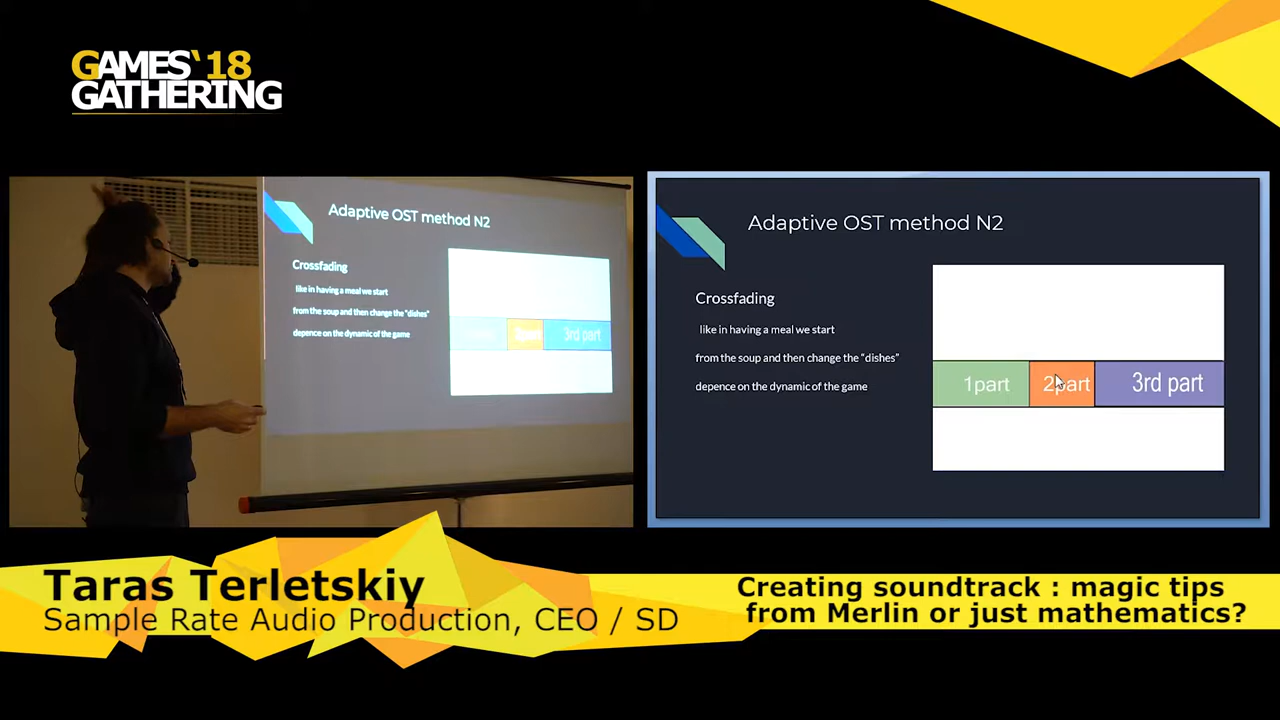 GAMES'18
GATHERING
Adaptive OST method N2
Crossfading
like in having a meal we start
from the soup and then change the "dishes"
depence on the dynamic of the game
3rd part
Adaptive OST method N2
Crossfading
like in having a meal we start
from the soup and then change the "dishes"
depence on the dynamic of the game
1part
2part
3rd part
Taras Terletskiy
Sample Rate Audio Production, CEO / SD
Creating soundtrack : magic tips
from Merlin or just mathematics?